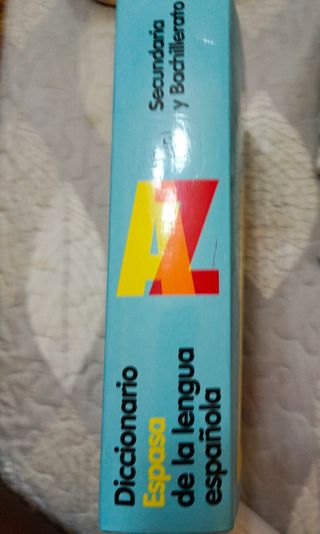 Diccionario
Espasa
de la lengua
española
AZ
Secundaria
y Bachillerato